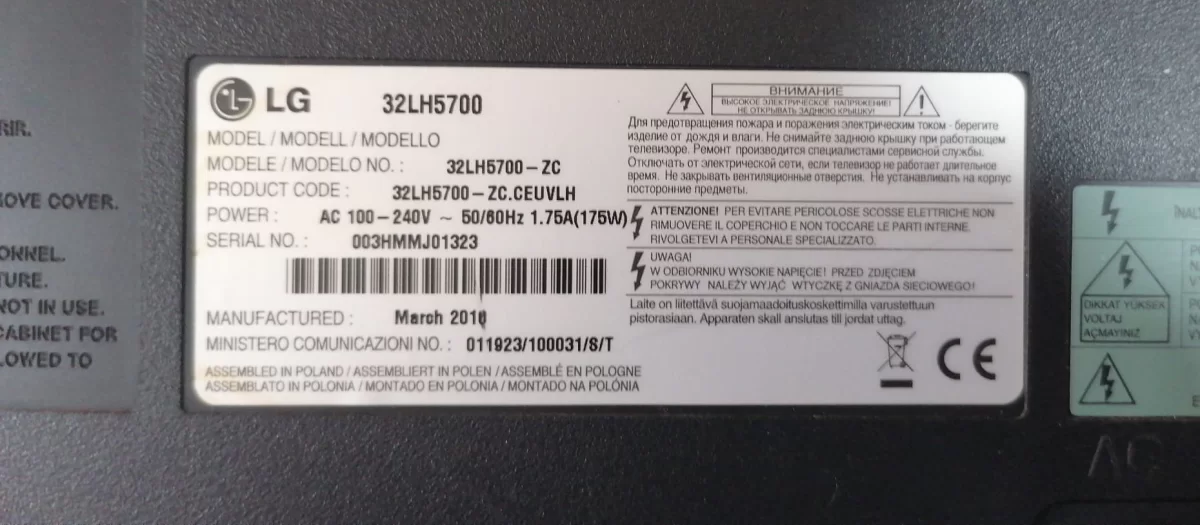 RIR.
OVE COVER.
ONNEL.
TURE.
NOT IN USE.
CABINET FOR
LOWED TO
LG 32LH5700
MODEL / MODELL / MODELLO
MODELE / MODELO NO. : 32LH5700-ZC
PRODUCT CODE : 32LH5700-ZC.CEUVLH
POWER : AC 100-240V ~ 50/60Hz 1.75A(175W)
SERIAL NO. : 003HMMJ01323
MANUFACTURED : March 2010
MINISTERO COMUNICAZIONI NO. : 011923/100031/S/T
ASSEMBLED IN POLAND / ASSEMBLIERT IN POLEN / ASSEMBLÉ EN POLOGNE
ASSEMBLATO IN POLONIA / MONTADO EN POLONIA / MONTADO NA POLÓNIA
ВНИМАНИЕ
ВЫСОКОЕ ЭЛЕКТРИЧЕСКОЕ НАПРЯЖЕНИЕ!
НЕ ОТКРЫВАТЬ ЗАДНЮЮ КРЫШКУ!
Для предотвращения пожара и поражения электрическим током - берегите
изделие от дождя и влаги. Не снимайте заднюю крышку при работающем
телевизоре. Ремонт производится специалистами сервисной службы.
Отключать от электрической сети, если телевизор не работает длительное
время. Не закрывать вентиляционные отверстия. Не устанавливать на корпус
посторонние предметы.
ATTENZIONE! PER EVITARE PERICOLOSE SCOSSE ELETTRICHE NON
RIMUOVERE IL COPERCHIO E NON TOCCARE LE PARTI INTERNE.
RIVOLGETEVI A PERSONALE SPECIALIZZATO.
UWAGA!
W ODBIORNIKU WYSOKIE NAPIĘCIE! PRZED ZDJĘCIEM
POKRYWY NALEŻY WYJĄĆ WTYCZKĘ Z GNIAZDA SIECIOWEGO!
Laite on liitettävä suojamaadoituskoskettimilla varustettuun
pistorasiaan. Apparaten skall anslutas till jordat uttag.
CE
DIKKAT YÜKSEK
VOLTAJ
AÇMAYINIZ